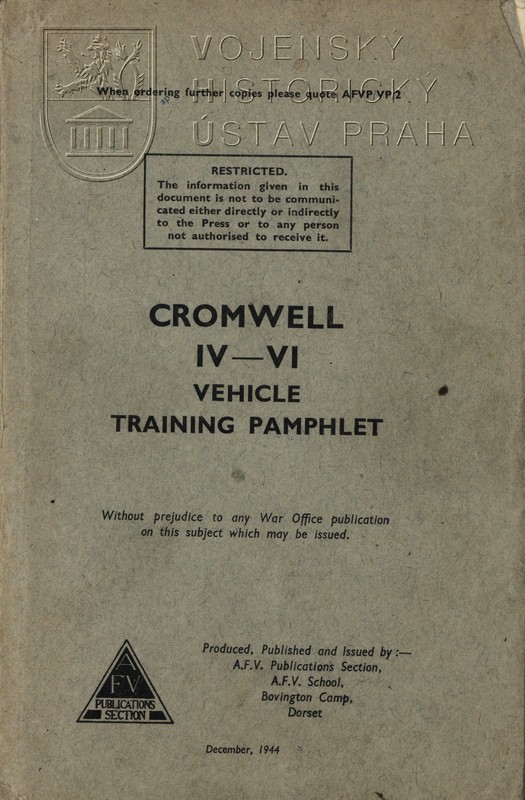 VOJENSKÝ
HISTORICKÝ
ÚSTAV PRAHA
When ordering further copies please quote AFVP/VP/2
RESTRICTED.
The information given in this
document is not to be communi-
cated either directly or indirectly
to the Press or to any person
not authorised to receive it.
CROMWELL
IV—VI
VEHICLE
TRAINING PAMPHLET
Without prejudice to any War Office publication
on this subject which may be issued.
Produced, Published and Issued by :—
A.F.V. Publications Section,
A.F.V. School,
Bovington Camp,
Dorset
A
FV
PUBLICATIONS
SECTION
December, 1944